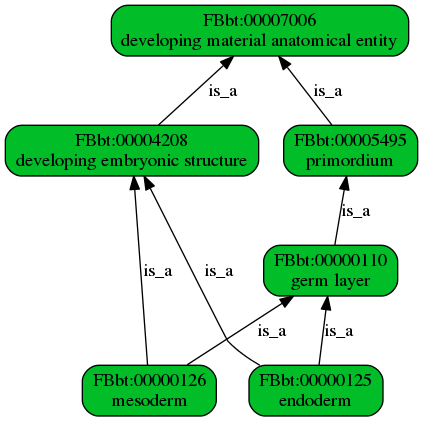 FBbt:00007006
developing material anatomical entity
is_a
is_a
FBbt:00004208
developing embryonic structure
FBbt:00005495
primordium
is_a
FBbt:00000110
germ layer
is_a
is_a
is_a
is_a
FBbt:00000126
mesoderm
FBbt:00000125
endoderm